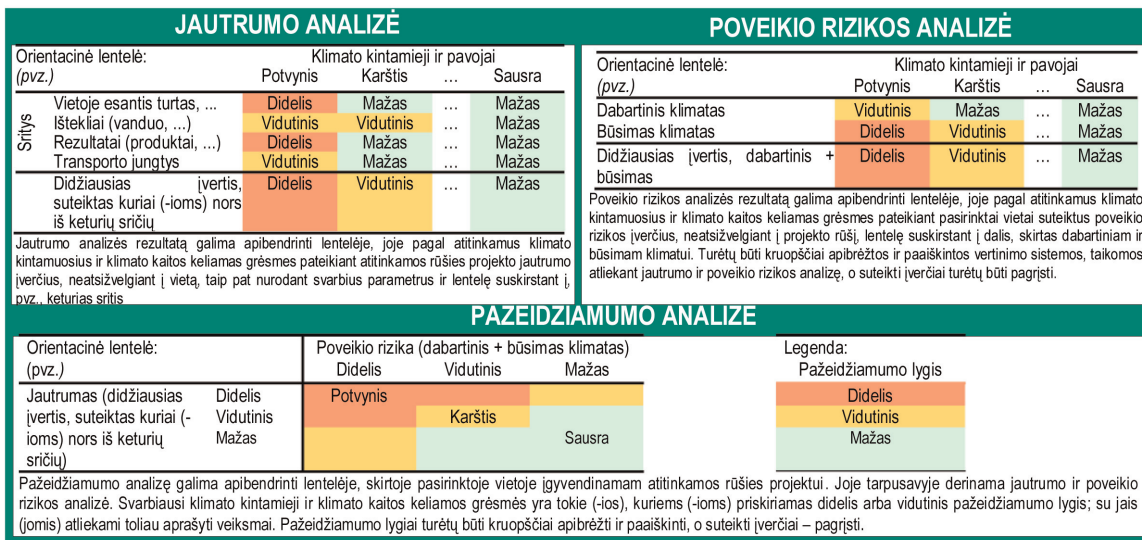 JAUTRUMO ANALIZĖ
Orientacinė lentelė: Klimato kintamieji ir pavojai
(pvz.) Potvynis Karštis ... Sausra
Sritys
Vietoje esantis turtas, ... Didelis Mažas ... Mažas
Ištekliai (vanduo, ...) Vidutinis Vidutinis ... Mažas
Rezultatai (produktai, ...) Didelis Mažas ... Mažas
Transporto jungtys Vidutinis Mažas ... Mažas
Didžiausias įvertis, Didelis Vidutinis ... Mažas
suteiktas kuriai (-ioms) nors
iš keturių sričių
Jautrumo analizės rezultatą galima apibendrinti lentelėje, joje pagal atitinkamus klimato
kintamuosius ir klimato kaitos keliamas grėsmes pateikiant atitinkamos rūšies projekto jautrumo
įverčius, neatsižvelgiant į vietą, taip pat nurodant svarbius parametrus ir lentelę suskirstant į,
pvz., keturias sritis
POVEIKIO RIZIKOS ANALIZĖ
Orientacinė lentelė: Klimato kintamieji ir pavojai
(pvz.) Potvynis Karštis ... Sausra
Dabartinis klimatas Vidutinis Mažas ... Mažas
Būsimas klimatas Didelis Vidutinis ... Mažas
Didžiausias įvertis, dabartinis + Didelis Vidutinis ... Mažas
būsimas
Poveikio rizikos analizės rezultatą galima apibendrinti lentelėje, joje pagal atitinkamus klimato
kintamuosius ir klimato kaitos keliamas grėsmes pateikiant pasirinktai vietai suteiktus poveikio
rizikos įverčius, neatsižvelgiant į projekto rūšį, lentelę suskirstant į dalis, skirtas dabartiniam ir
būsimam klimatui. Turėtų būti kruopščiai apibrėžtos ir paaiškintos vertinimo sistemos, taikomos
atliekant jautrumo ir poveikio rizikos analizę, o suteikti įverčiai turėtų būti pagrįsti.
PAŽEIDŽIAMUMO ANALIZĖ
Orientacinė lentelė: Poveikio rizika (dabartinis + būsimas klimatas)
(pvz.) Didelis Vidutinis Mažas
Jautrumas (didžiausias Didelis Potvynis
įvertis, suteiktas kuriai (- Vidutinis Karštis
ioms) nors iš keturių Mažas Sausra
sričių)
Legenda:
Pažeidžiamumo lygis
Didelis
Vidutinis
Mažas
Pažeidžiamumo analizę galima apibendrinti lentelėje, skirtoje pasirinktoje vietoje įgyvendinamam atitinkamos rūšies projektui. Joje tarpusavyje derinama jautrumo ir poveikio
rizikos analizė. Svarbiausi klimato kintamieji ir klimato kaitos keliamos grėsmės yra tokie (-ios), kuriems (-ioms) priskiriamas didelis arba vidutinis pažeidžiamumo lygis; su jais
(jomis) atliekami toliau aprašyti veiksmai. Pažeidžiamumo lygiai turėtų būti kruopščiai apibrėžti ir paaiškinti, o suteikti įverčiai – pagrįsti.